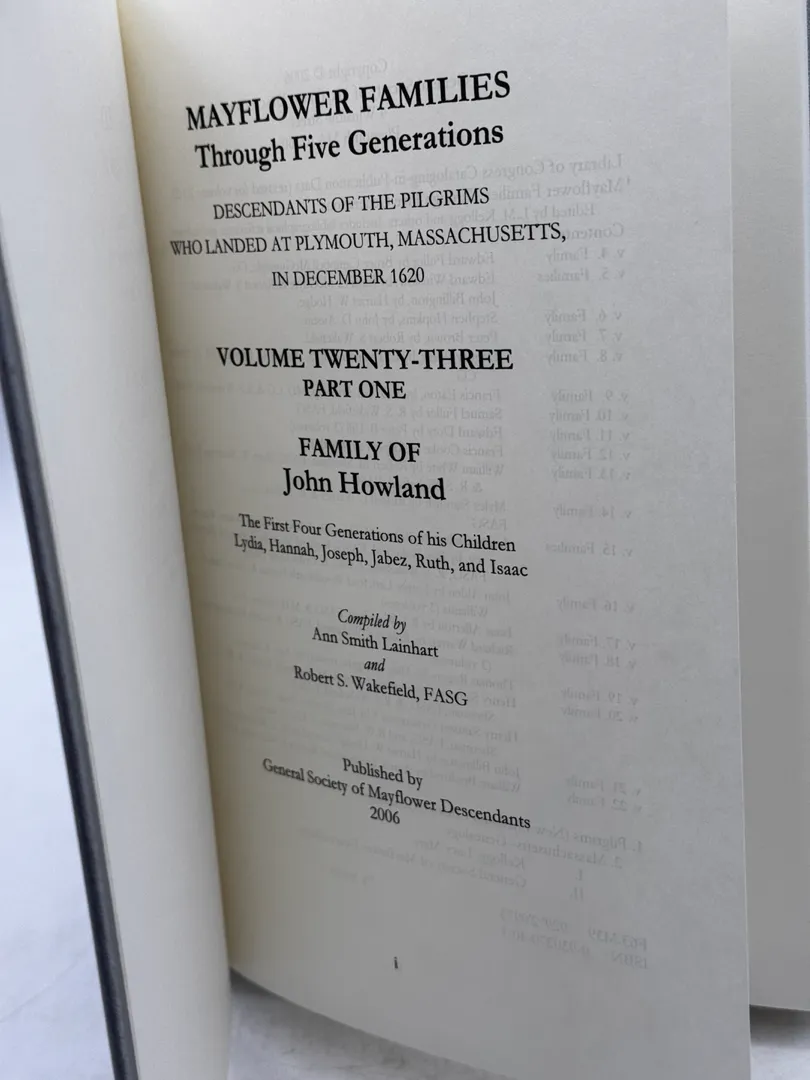 MAYFLOWER FAMILIES
Through Five Generations
DESCENDANTS OF THE PILGRIMS
WHO LANDED AT PLYMOUTH, MASSACHUSETTS,
IN DECEMBER 1620
VOLUME TWENTY-THREE
PART ONE
FAMILY OF
John Howland
The First Four Generations of his Children
Lydia, Hannah, Joseph, Jabez, Ruth, and Isaac
Compiled by
Ann Smith Lainhart
and
Robert S. Wakefield, FASG
Published by
General Society of Mayflower Descendants
2006
i